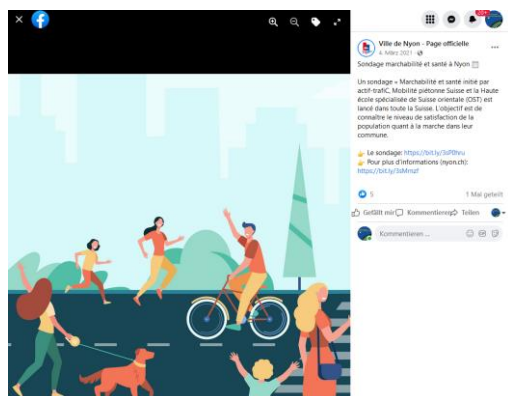 Ville de Nyon - Page officielle
4. März 2021
Sondage marchabilité et santé à Nyon
Un sondage « Marchabilité et santé initié par
actif-trafiC, Mobilité piétonne Suisse et la Haute
école spécialisée de Suisse orientale (OST) est
lancé dans toute la Suisse. L'objectif est de
connaître le niveau de satisfaction de la
population quant à la marche dans leur
commune.
Le sondage: https://bit.ly/3sP0hru
Pour plus d'informations (nyon.ch):
https://bit.ly/3sMrnzf
5
1 Mal geteilt
Gefällt mir Kommentieren Teilen
Kommentieren ...